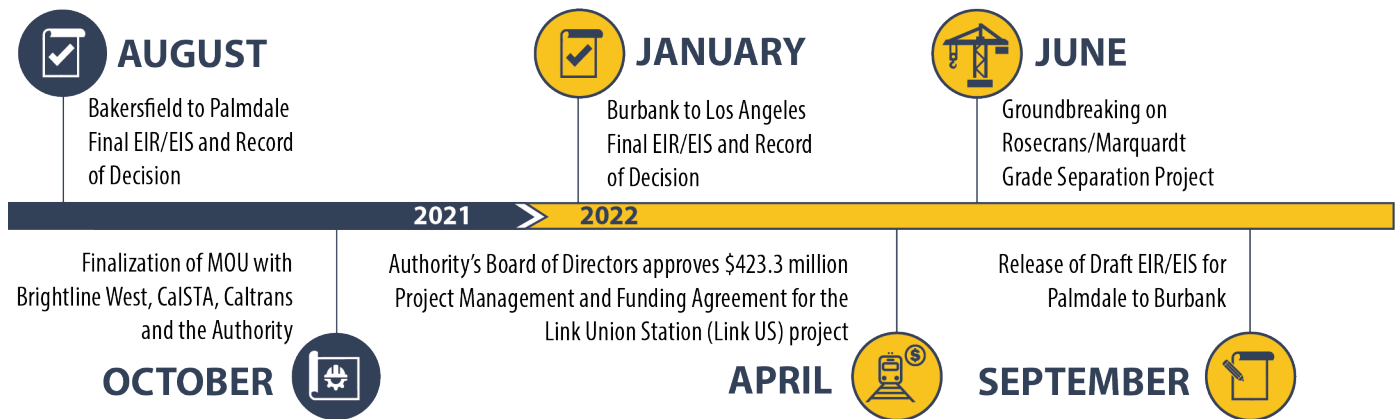 AUGUST
Bakersfield to Palmdale
Final EIR/EIS and Record
of Decision
JANUARY
Burbank to Los Angeles
Final EIR/EIS and Record
of Decision
JUNE
Groundbreaking on
Rosecrans/Marquardt
Grade Separation Project
2021
2022
Finalization of MOU with
Brightline West, CalSTA, Caltrans
and the Authority
OCTOBER
Authority's Board of Directors approves $423.3 million
Project Management and Funding Agreement for the
Link Union Station (Link US) project
APRIL
$
Release of Draft EIR/EIS for
Palmdale to Burbank
SEPTEMBER